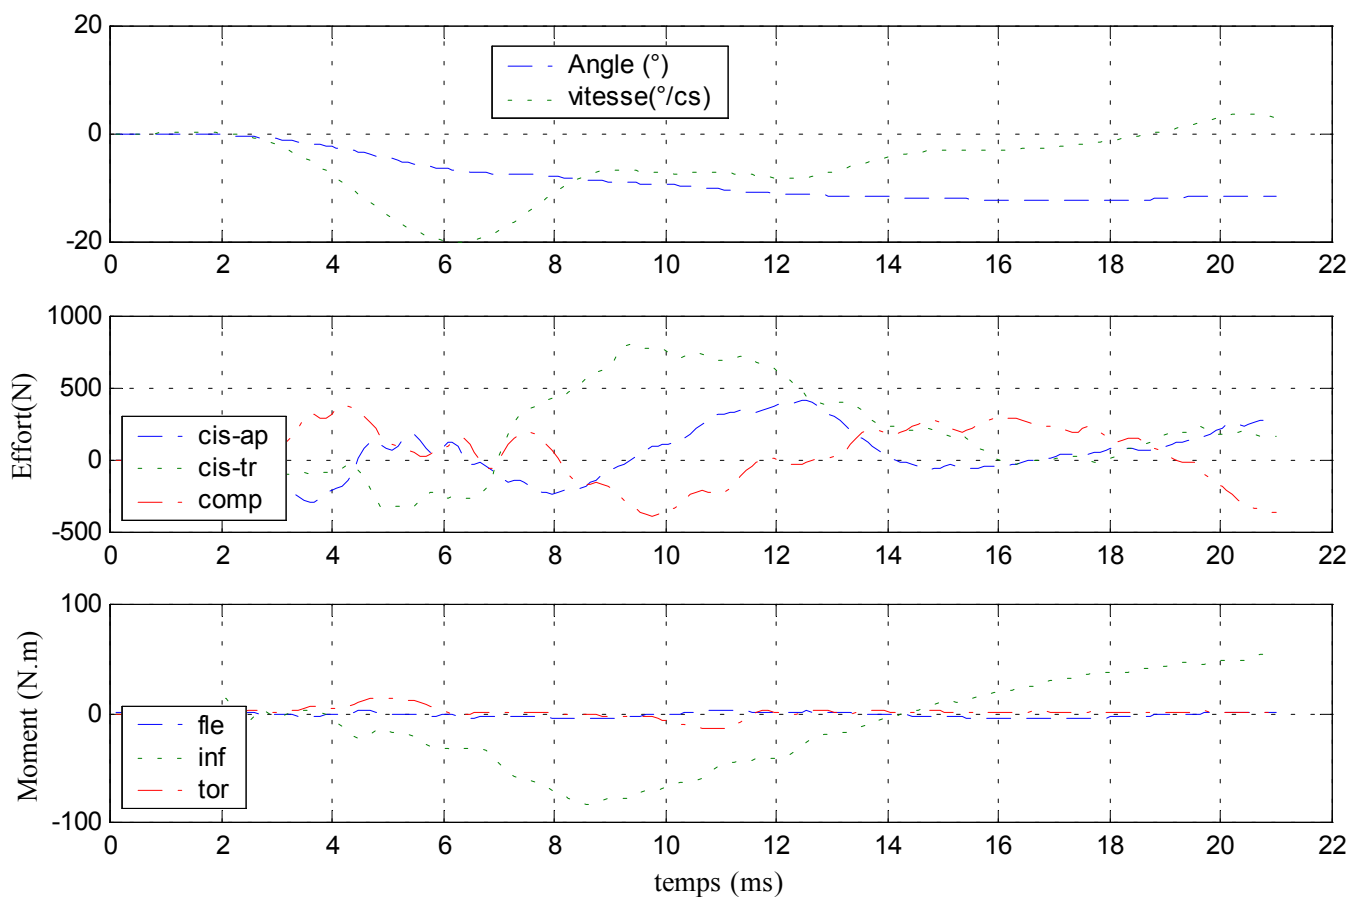 20
0
-20
Angle (°)
vitesse(°/cs)
0 2 4 6 8 10 12 14 16 18 20 22
Effort(N)
1000
500
0
-500
cis-ap
cis-tr
comp
0 2 4 6 8 10 12 14 16 18 20 22
Moment (N.m)
100
0
-100
fle
inf
tor
0 2 4 6 8 10 12 14 16 18 20 22
temps (ms)